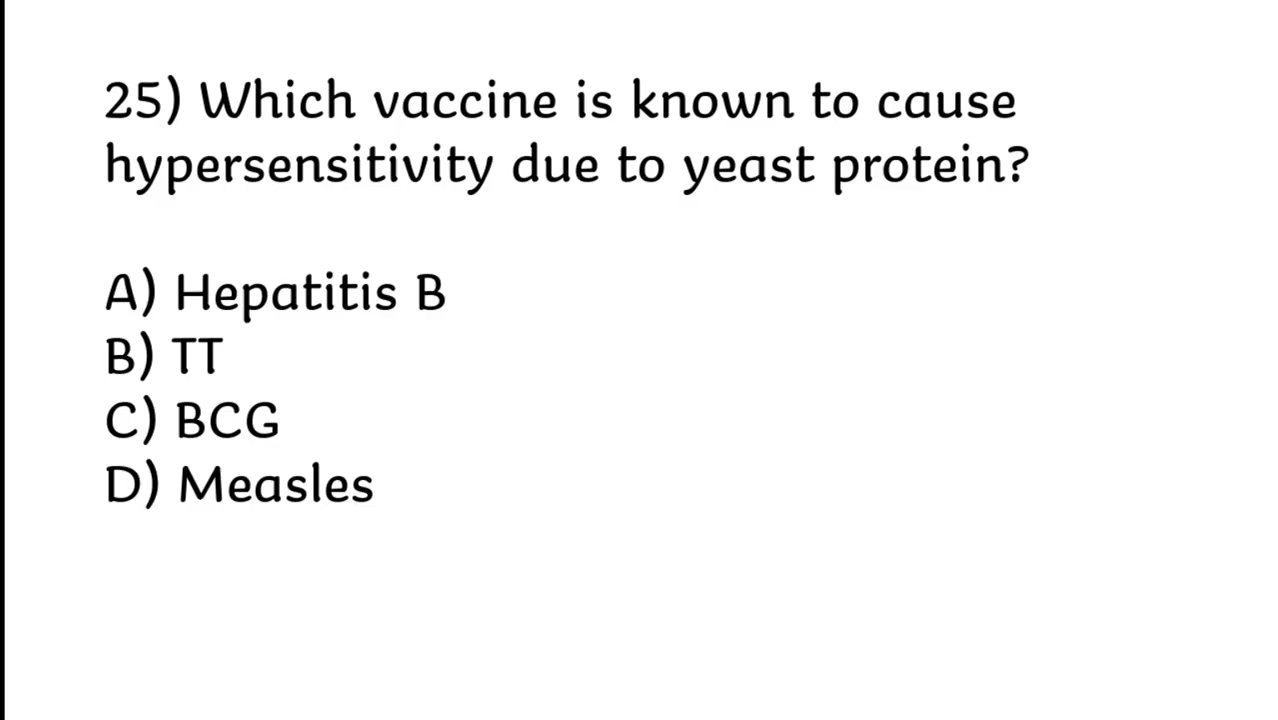 25) Which vaccine is known to cause
hypersensitivity due to yeast protein?
A) Hepatitis B
B) TT
C) BCG
D) Measles